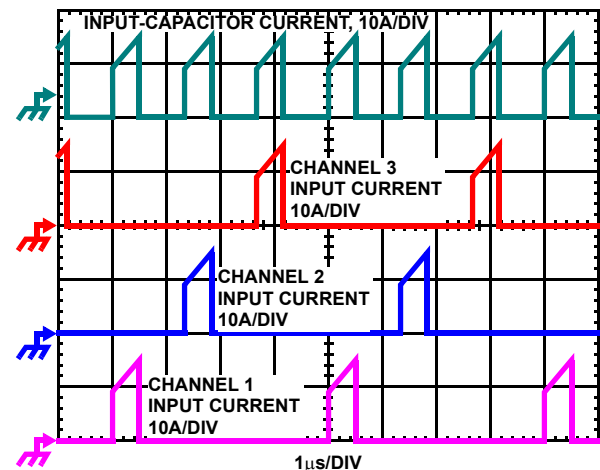 INPUT-CAPACITOR CURRENT, 10A/DIV
CHANNEL 3
INPUT CURRENT
10A/DIV
CHANNEL 2
INPUT CURRENT
10A/DIV
CHANNEL 1
INPUT CURRENT
10A/DIV
1μs/DIV